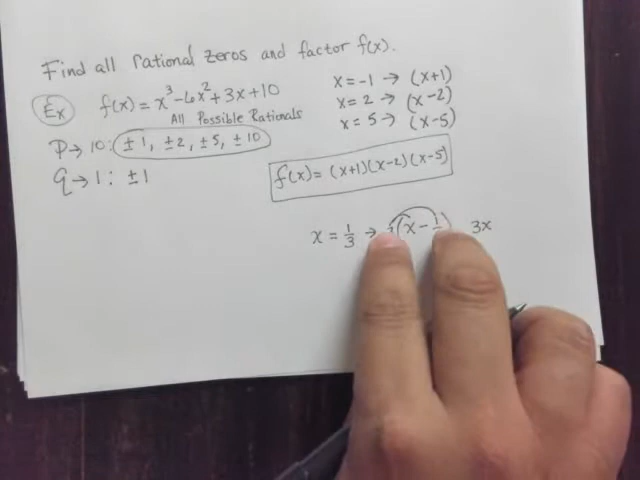 Find all rational zeros and factor f(x).
Ex f(x) = x³-6x²+3x+10
All Possible Rationals
P→ 10: ±1, ±2, ±5, ±10
q→ 1: ±1
x=-1 → (x+1)
x=2 → (x-2)
x=5 → (x-5)
f(x) = (x+1)(x-2)(x-5)
x = 1/3 → (x - 1 3x